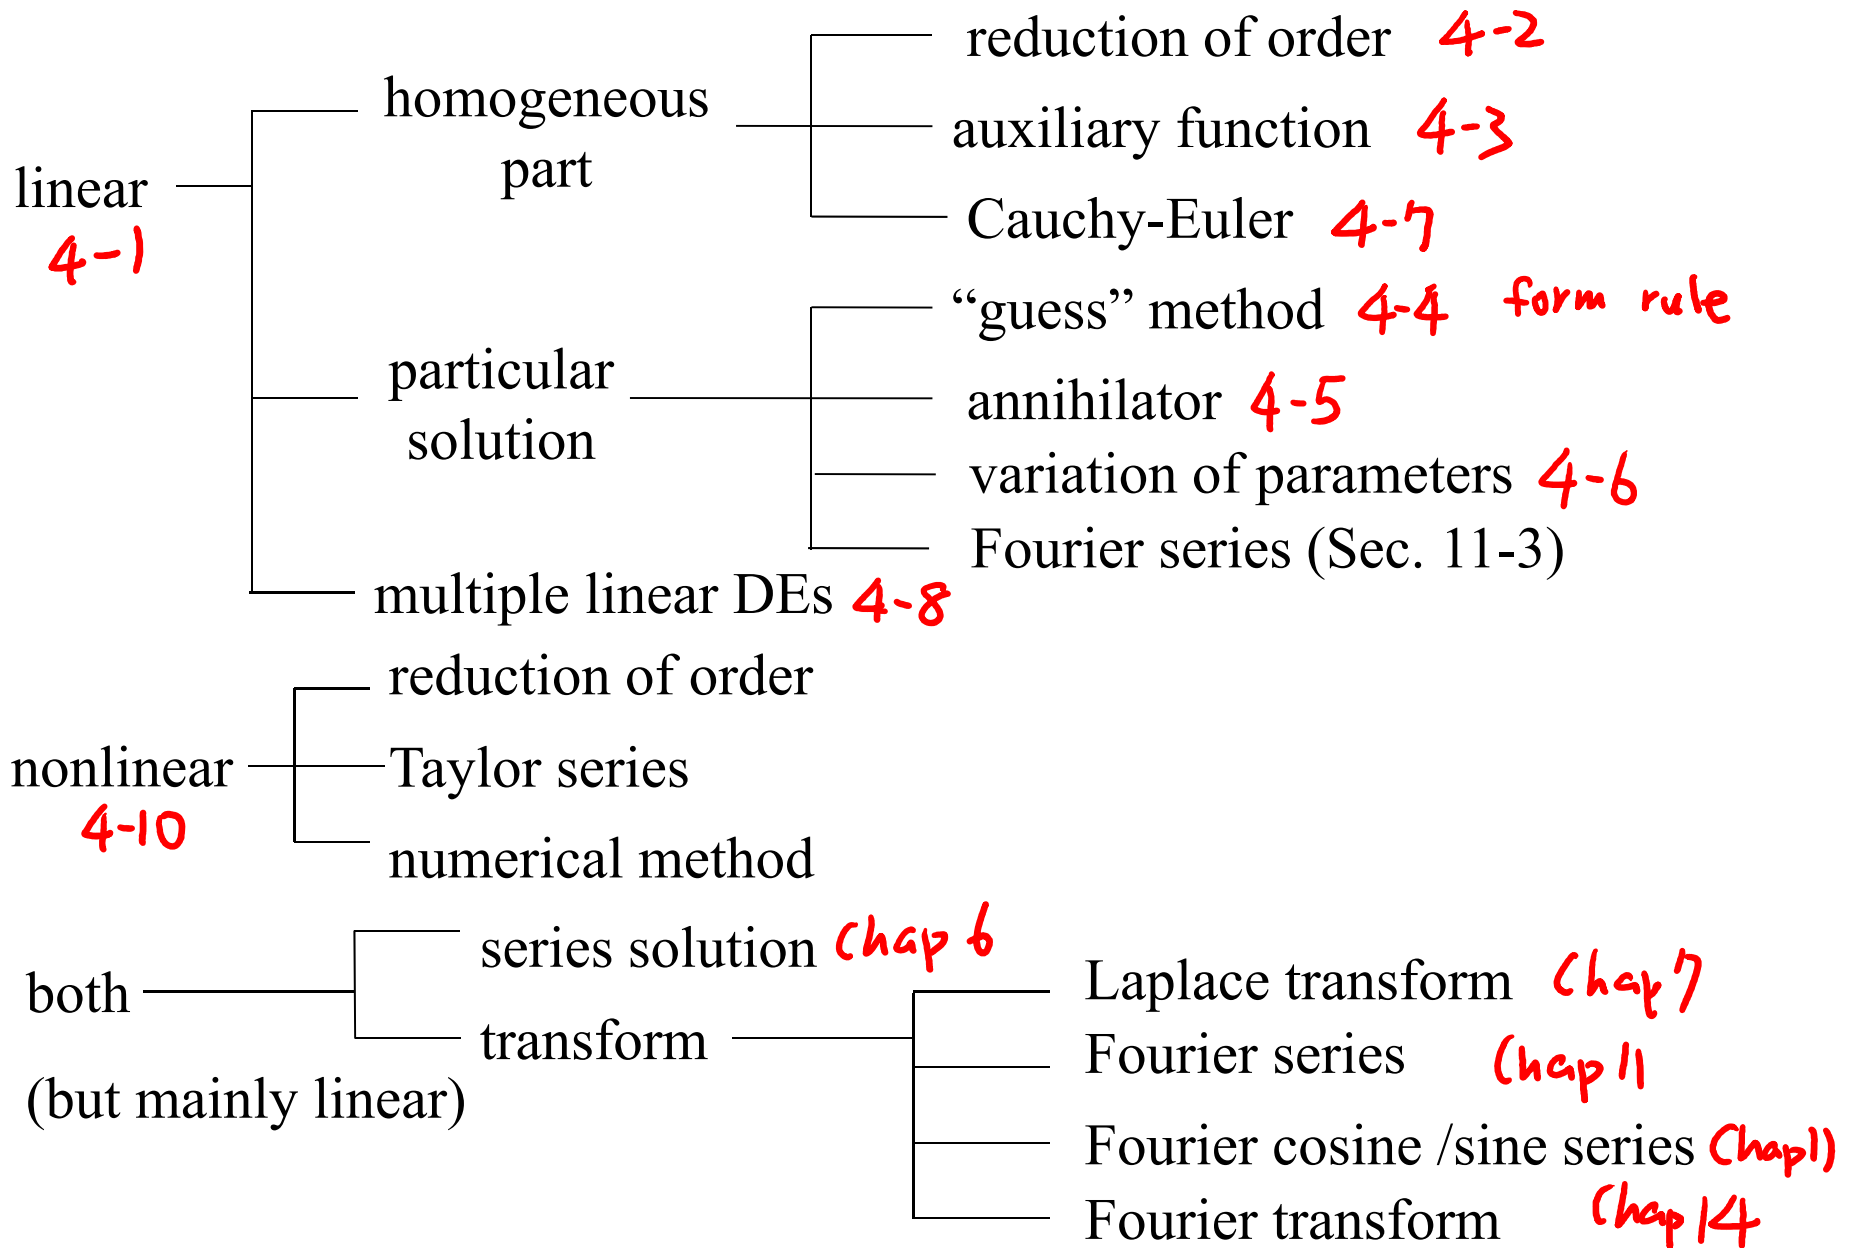 reduction of order 4-2
homogeneous
part
auxiliary function 4-3
linear
4-1
Cauchy-Euler 4-7
“guess” method 4-4 form rule
particular
solution
annihilator 4-5
variation of parameters 4-6
Fourier series (Sec. 11-3)
multiple linear DEs 4-8
reduction of order
nonlinear
4-10
Taylor series
numerical method
series solution Chap 6
both
(but mainly linear)
transform
Laplace transform Chap 7
Fourier series Chap 11
Fourier cosine /sine series Chap 11
Fourier transform Chap 14